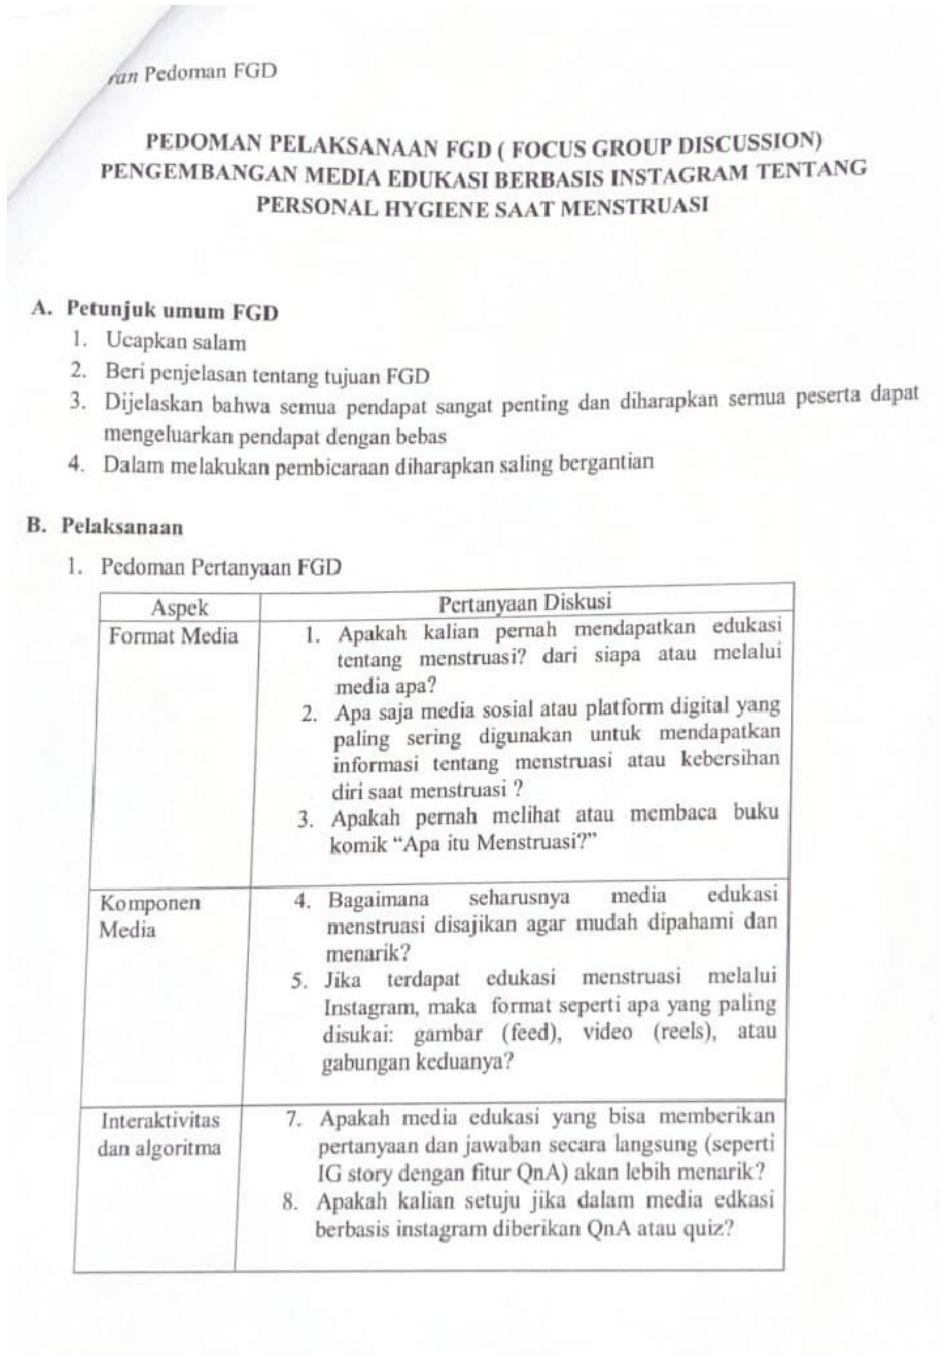 ran Pedoman FGD
PEDOMAN PELAKSANAAN FGD ( FOCUS GROUP DISCUSSION)
PENGEMBANGAN MEDIA EDUKASI BERBASIS INSTAGRAM TENTANG
PERSONAL HYGIENE SAAT MENSTRUASI
A. Petunjuk umum FGD
1. Ucapkan salam
2. Beri penjelasan tentang tujuan FGD
3. Dijelaskan bahwa semua pendapat sangat penting dan diharapkan semua peserta dapat
mengeluarkan pendapat dengan bebas
4. Dalam melakukan pembicaraan diharapkan saling bergantian
B. Pelaksanaan
1. Pedoman Pertanyaan FGD
Aspek
Pertanyaan Diskusi
Format Media
1. Apakah kalian pernah mendapatkan edukasi
tentang menstruasi? dari siapa atau melalui
media apa?
2. Apa saja media sosial atau platform digital yang
paling sering digunakan untuk mendapatkan
informasi tentang menstruasi atau kebersihan
diri saat menstruasi ?
3. Apakah pernah melihat atau membaca buku
komik “Apa itu Menstruasi?”
Komponen
Media
4. Bagaimana seharusnya media edukasi
menstruasi disajikan agar mudah dipahami dan
menarik?
5. Jika terdapat edukasi menstruasi melalui
Instagram, maka format seperti apa yang paling
disukai: gambar (feed), video (reels), atau
gabungan keduanya?
Interaktivitas
dan algoritma
7. Apakah media edukasi yang bisa memberikan
pertanyaan dan jawaban secara langsung (seperti
IG story dengan fitur QnA) akan lebih menarik?
8. Apakah kalian setuju jika dalam media edkasi
berbasis instagram diberikan QnA atau quiz?